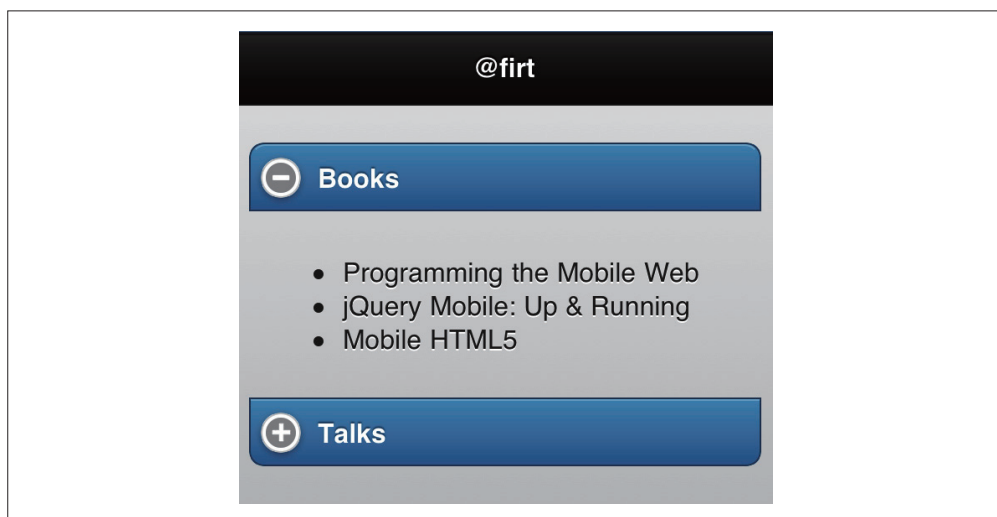 @firt
Books
Programming the Mobile Web
jQuery Mobile: Up & Running
Mobile HTML5
Talks